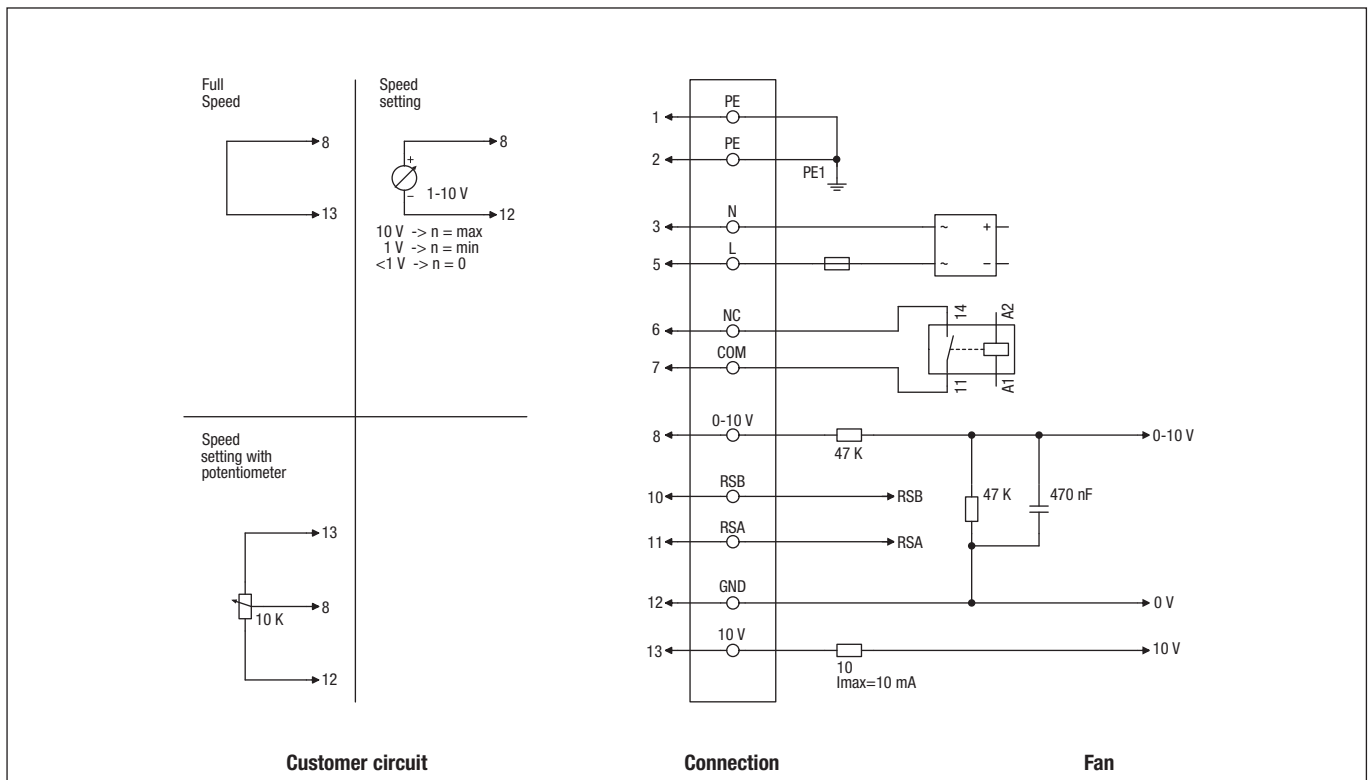 Full
Speed
8
13
Speed
setting
8
+
1-10 V
–
12
10 V -> n = max
1 V -> n = min
<1 V -> n = 0
Speed
setting with
potentiometer
13
8
10 K
12
Customer circuit
1
PE
2
PE
PE1
3
N
5
L
6
NC
7
COM
8
0-10 V
10
RSB
11
RSA
12
GND
13
10 V
Connection
~
+
~
–
14
A2
11
A1
47 K
0-10 V
RSB
47 K
470 nF
RSA
0 V
10 V
10
Imax=10 mA
Fan